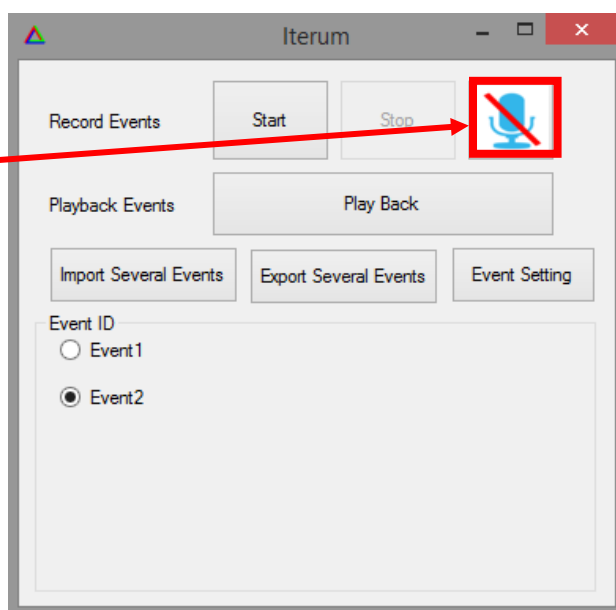 Iterum
Record Events Start Stop
Playback Events Play Back
Import Several Events Export Several Events Event Setting
Event ID
Event1
Event2